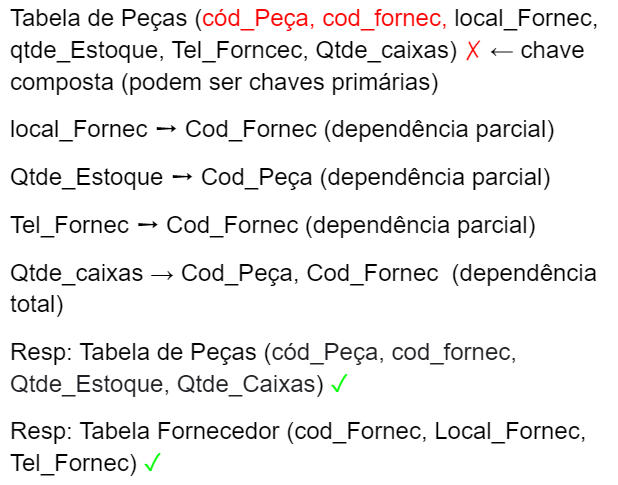 Tabela de Peças (cód_Peça, cod_fornec, local_Fornec,
qtde_Estoque, Tel_Forncec, Qtde_caixas) ✗ ← chave
composta (podem ser chaves primárias)
local_Fornec → Cod_Fornec (dependência parcial)
Qtde_Estoque → Cod_Peça (dependência parcial)
Tel_Fornec → Cod_Fornec (dependência parcial)
Qtde_caixas → Cod_Peça, Cod_Fornec (dependência
total)
Resp: Tabela de Peças (cód_Peça, cod_fornec,
Qtde_Estoque, Qtde_Caixas) ✓
Resp: Tabela Fornecedor (cod_Fornec, Local_Fornec,
Tel_Fornec) ✓